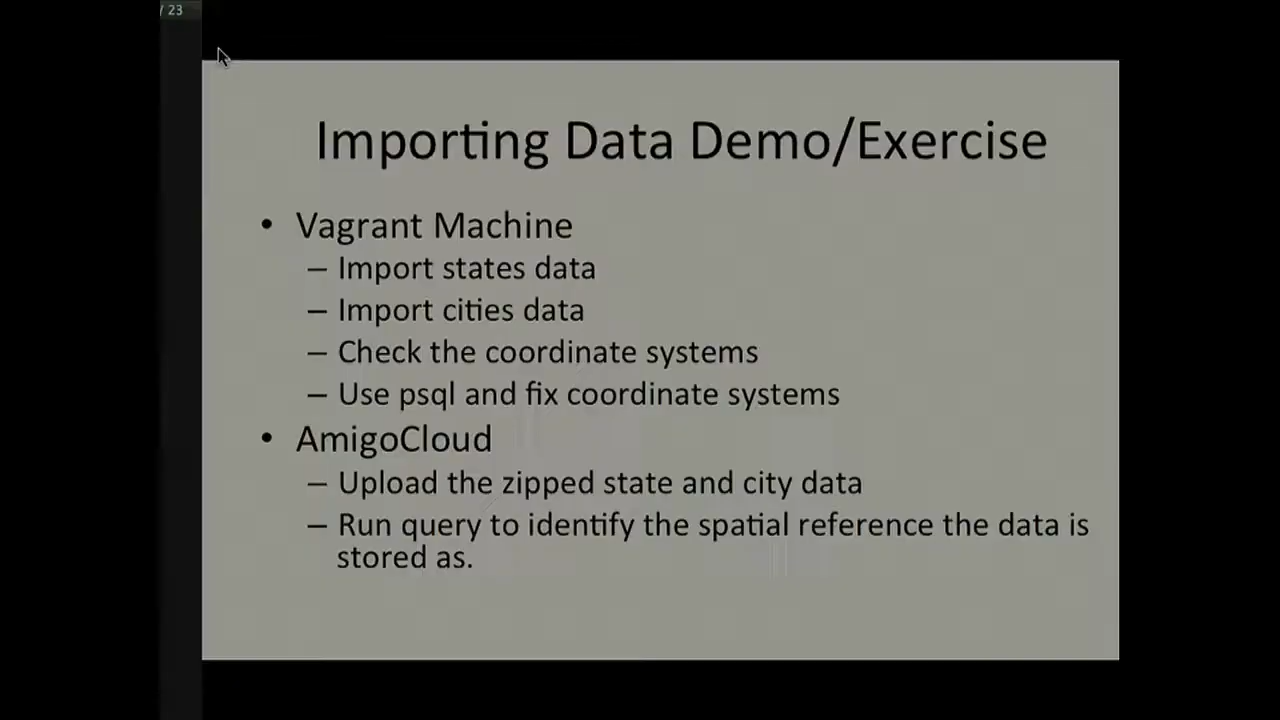 / 23
Importing Data Demo/Exercise
• Vagrant Machine
– Import states data
– Import cities data
– Check the coordinate systems
– Use psql and fix coordinate systems
• AmigoCloud
– Upload the zipped state and city data
– Run query to identify the spatial reference the data is
stored as.